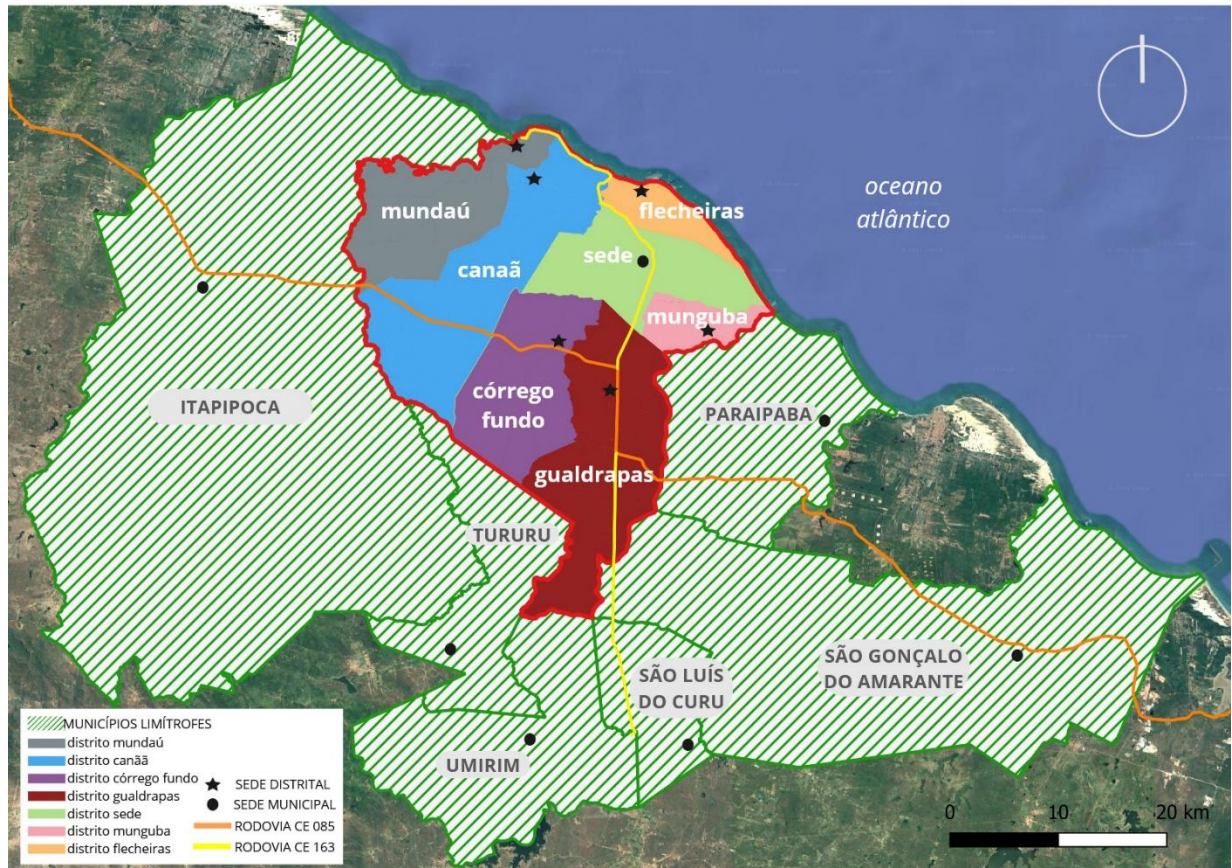 oceano
atlântico
mundaú
flecheiras
canaã
sede
munguba
córrego
fundo
gualdrapas
ITAPIPOCA
PARAIPABA
TURURU
SÃO LUÍS
DO CURU
SÃO GONÇALO
DO AMARANTE
UMIRIM
MUNICÍPIOS LIMÍTROFES
distrito mundaú
distrito canãã
distrito córrego fundo
distrito gualdrapas
distrito sede
distrito munguba
distrito flecheiras
SEDE DISTRITAL
SEDE MUNICIPAL
RODOVIA CE 085
RODOVIA CE 163
0 10 20 km